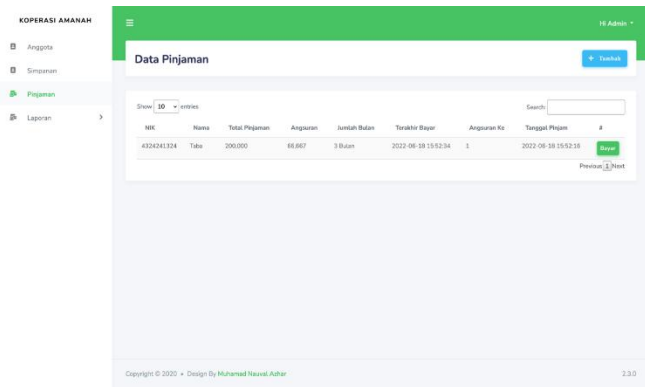 KOPERASI AMANAH
Hi Admin
Anggota
Simpanan
Pinjaman
Laporan
Data Pinjaman
+ Tambah
Show 10 entries
Search:
NIK Nama Total Pinjaman Angsuran Jumlah Bulan Terakhir Bayar Angsuran Ke Tanggal Pinjam #
4324241324 Taba 200,000 66,667 3 Bulan 2022-06-18 15:52:34 1 2022-06-18 15:52:18 Bayar
Previous 1 Next
Copyright © 2020 • Design By Muhamad Nauval Azhar
2.3.0